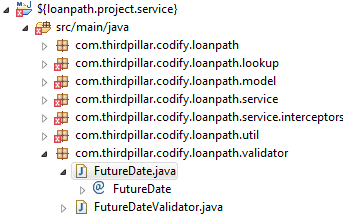 ${loanpath.project.service}
src/main/java
com.thirdpillar.codify.loanpath
com.thirdpillar.codify.loanpath.lookup
com.thirdpillar.codify.loanpath.model
com.thirdpillar.codify.loanpath.service
com.thirdpillar.codify.loanpath.service.interceptors
com.thirdpillar.codify.loanpath.util
com.thirdpillar.codify.loanpath.validator
FutureDate.java
FutureDate
FutureDateValidator.java